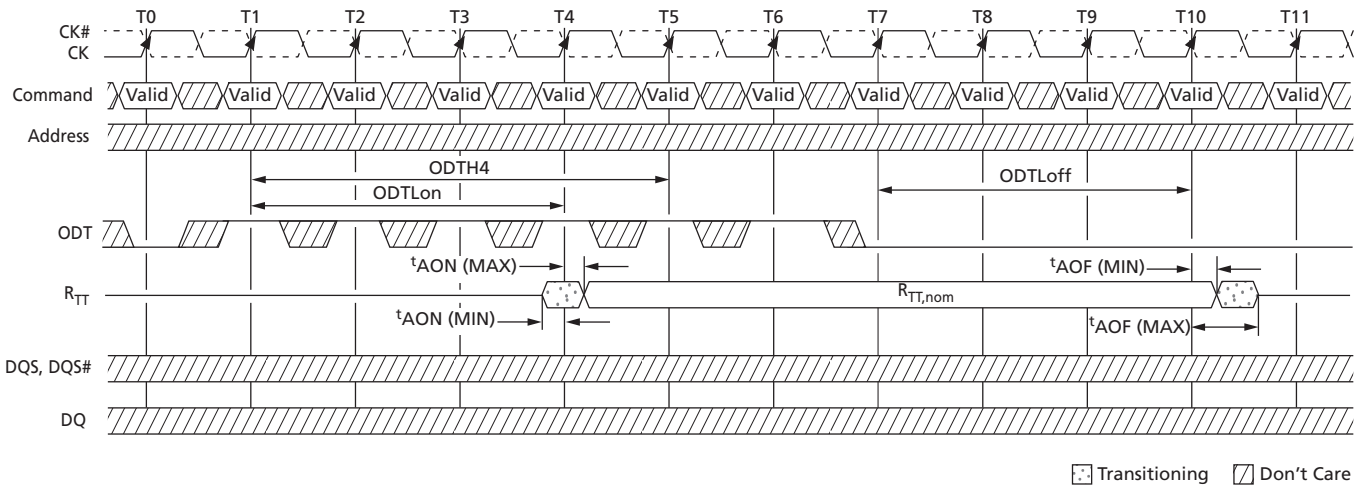 T0 T1 T2 T3 T4 T5 T6 T7 T8 T9 T10 T11
CK#
CK
Command Valid Valid Valid Valid Valid Valid Valid Valid Valid Valid Valid Valid
Address
ODTH4
ODTLoff
ODTLon
ODT
tAON (MAX) tAOF (MIN)
RTT RTT,nom
tAON (MIN) tAOF (MAX)
DQS, DQS#
DQ
Transitioning Don't Care